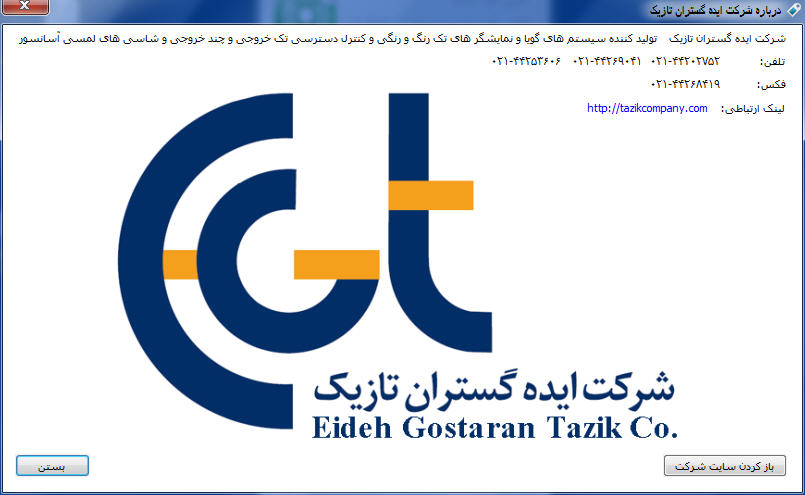 درباره شرکت ایده گستران تازیک
شرکت ایده گستران تازیک تولید کننده سیستم های گویا و نمایشگر های تک رنگ و رنگی و کنترل دسترسی تک خروجی و چند خروجی و شاسی های لمسی آسانسور
تلفن: ۰۲۱-۴۴۲۰۲۷۵۲ ۰۲۱-۴۴۲۶۹۰۴۱ ۰۲۱-۴۴۲۵۳۶۰۶
فکس: ۰۲۱-۴۴۲۶۸۴۱۹
لینک ارتباطی: http://tazikcompany.com
شرکت ایده گستران تازیک
Eideh Gostaran Tazik Co.
باز کردن سایت شرکت
بستن